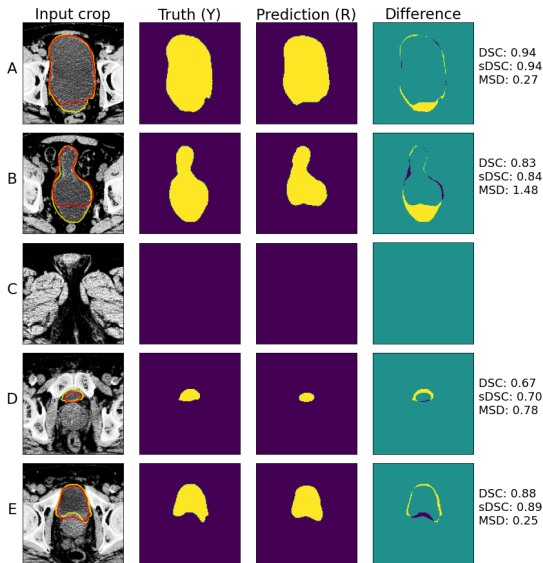 Input crop Truth (Y) Prediction (R) Difference
A
DSC: 0.94
sDSC: 0.94
MSD: 0.27
B
DSC: 0.83
sDSC: 0.84
MSD: 1.48
C
D
DSC: 0.67
sDSC: 0.70
MSD: 0.78
E
DSC: 0.88
sDSC: 0.89
MSD: 0.25